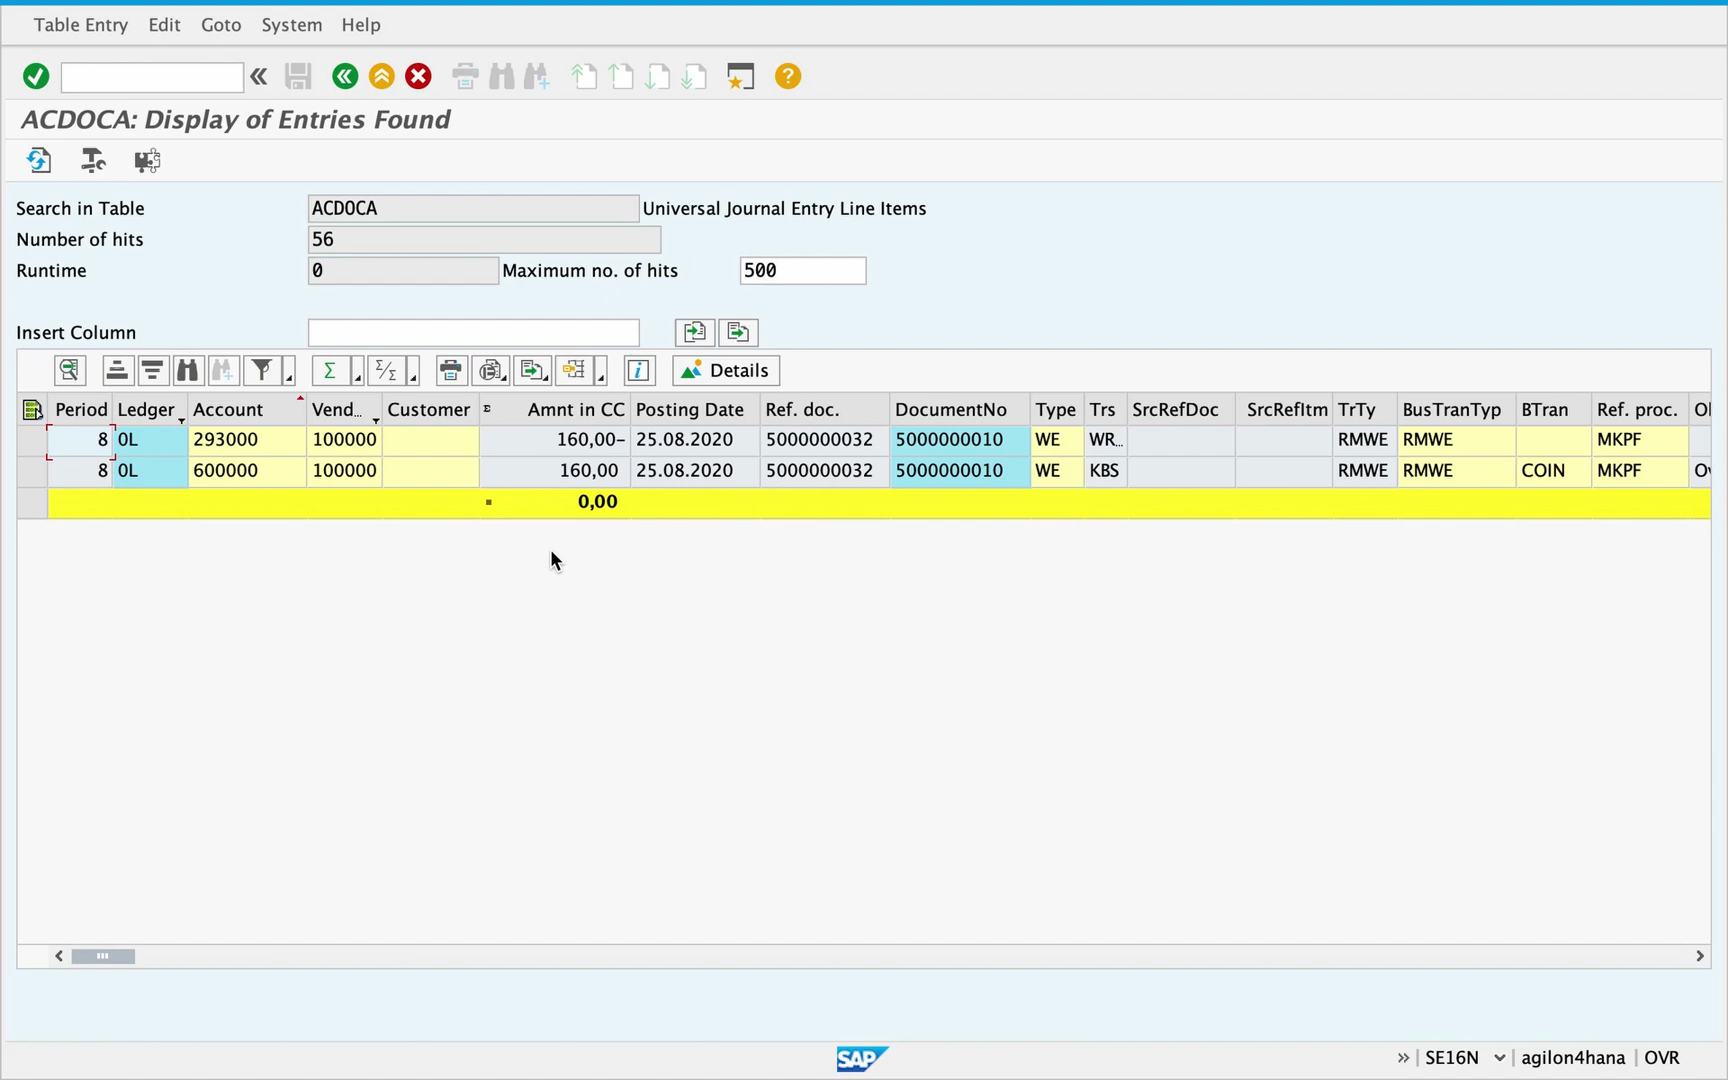 Table Entry Edit Goto System Help
ACDOCA: Display of Entries Found
Search in Table ACDOCA Universal Journal Entry Line Items
Number of hits 56
Runtime 0 Maximum no. of hits 500
Insert Column
Details
Period Ledger Account Vend... Customer Σ Amnt in CC Posting Date Ref. doc. DocumentNo Type Trs SrcRefDoc SrcRefItm TrTy BusTranTyp BTran Ref. proc.
8 0L 293000 100000 160,00- 25.08.2020 5000000032 5000000010 WE WR... RMWE RMWE MKPF
8 0L 600000 100000 160,00 25.08.2020 5000000032 5000000010 WE KBS RMWE RMWE COIN MKPF
0,00
SAP
SE16N agilon4hana OVR